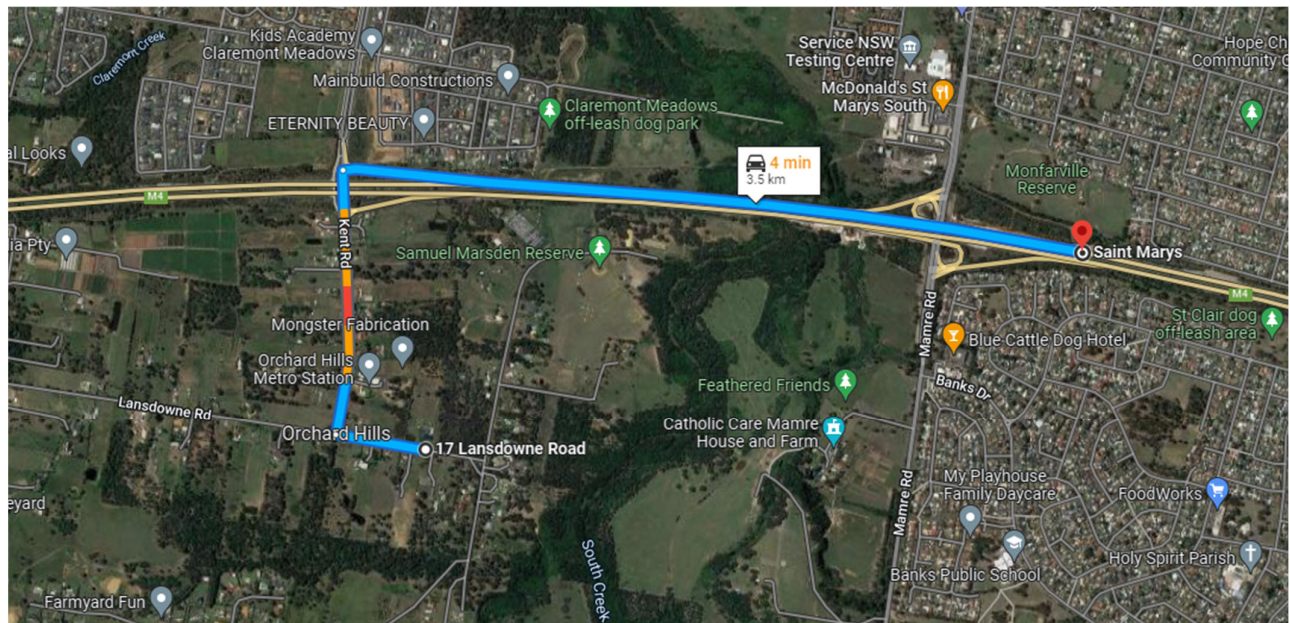 Kids Academy
Claremont Meadows
Claremont Creek
Service NSW
Testing Centre
Hope Ch
Community C
Mainbuild Constructions
McDonald's St
Marys South
Claremont Meadows
off-leash dog park
ETERNITY BEAUTY
al Looks
4 min
3.5 km
Monfarville
Reserve
M4
Kent Rd
ia Pty
Samuel Marsden Reserve
Saint Marys
M4
Mongster Fabrication
Mamre Rd
St Clair dog
off-leash area
Blue Cattle Dog Hotel
Orchard Hills
Metro Station
Feathered Friends
Banks Dr
Lansdowne Rd
Orchard Hills
17 Lansdowne Road
Catholic Care Mamre
House and Farm
eyard
Mamre Rd
My Playhouse
Family Daycare
FoodWorks
South Creek
Banks Public School
Holy Spirit Parish
Farmyard Fun